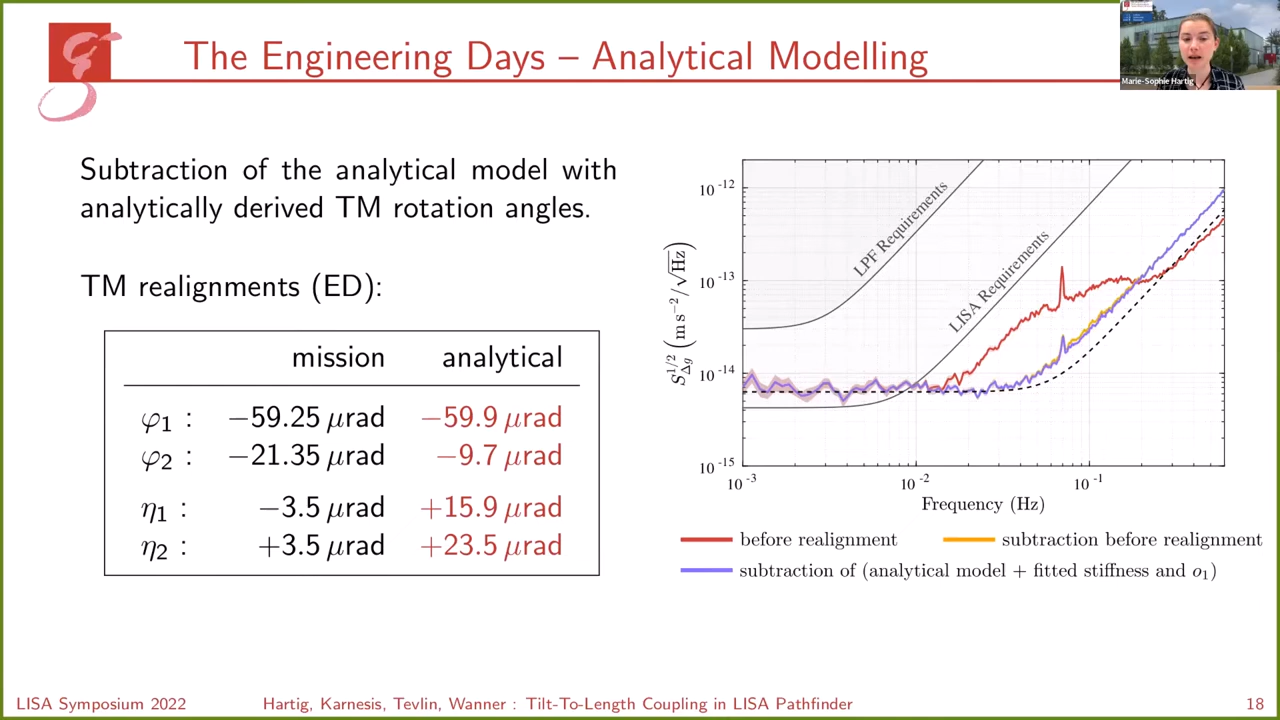 The Engineering Days – Analytical Modelling
Marie-Sophie Hartig
Subtraction of the analytical model with
analytically derived TM rotation angles.
TM realignments (ED):
mission analytical
φ₁ : −59.25 μrad −59.9 μrad
φ₂ : −21.35 μrad −9.7 μrad
η₁ : −3.5 μrad +15.9 μrad
η₂ : +3.5 μrad +23.5 μrad
S_Δg^1/2 (m s⁻²/√Hz)
10⁻¹²
10⁻¹³
10⁻¹⁴
10⁻¹⁵
LPF Requirements
LISA Requirements
10⁻³ 10⁻² 10⁻¹
Frequency (Hz)
before realignment subtraction before realignment
subtraction of (analytical model + fitted stiffness and o₁)
LISA Symposium 2022 Hartig, Karnesis, Tevlin, Wanner : Tilt-To-Length Coupling in LISA Pathfinder 18